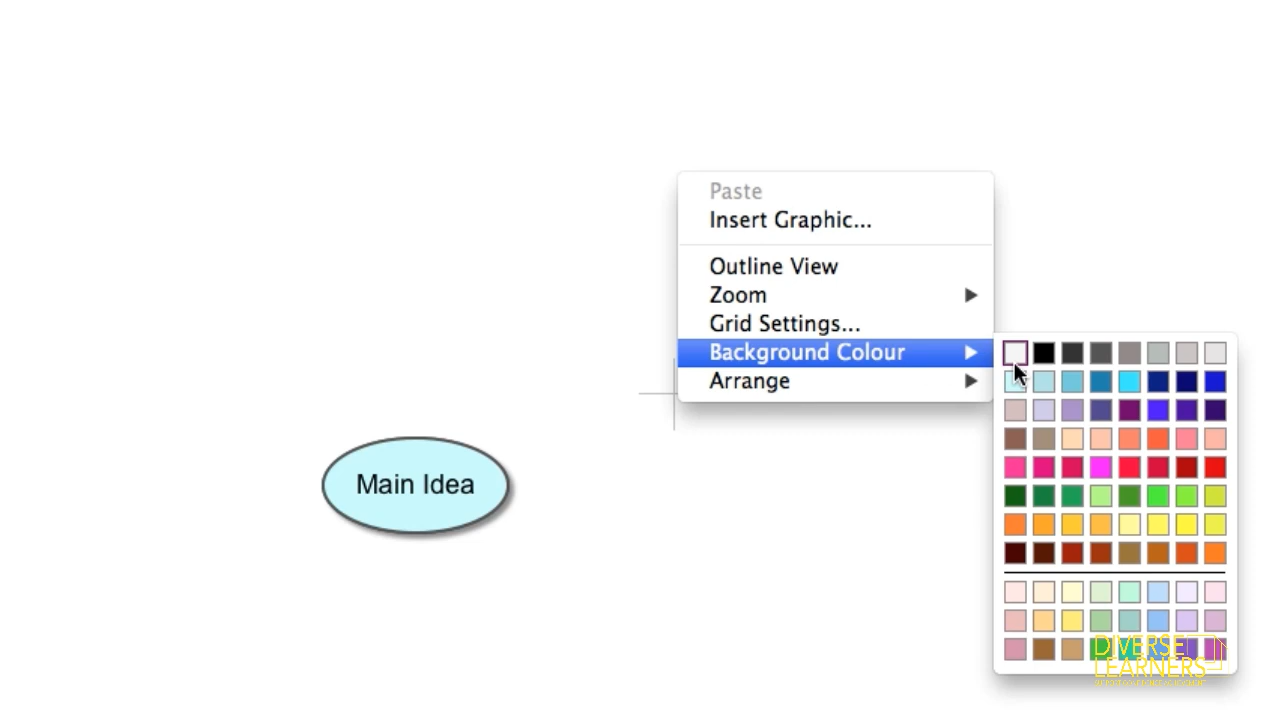 Paste
Insert Graphic...
Outline View
Zoom
Grid Settings...
Background Colour
Arrange
Main Idea
DIVERSE
LEARNERS